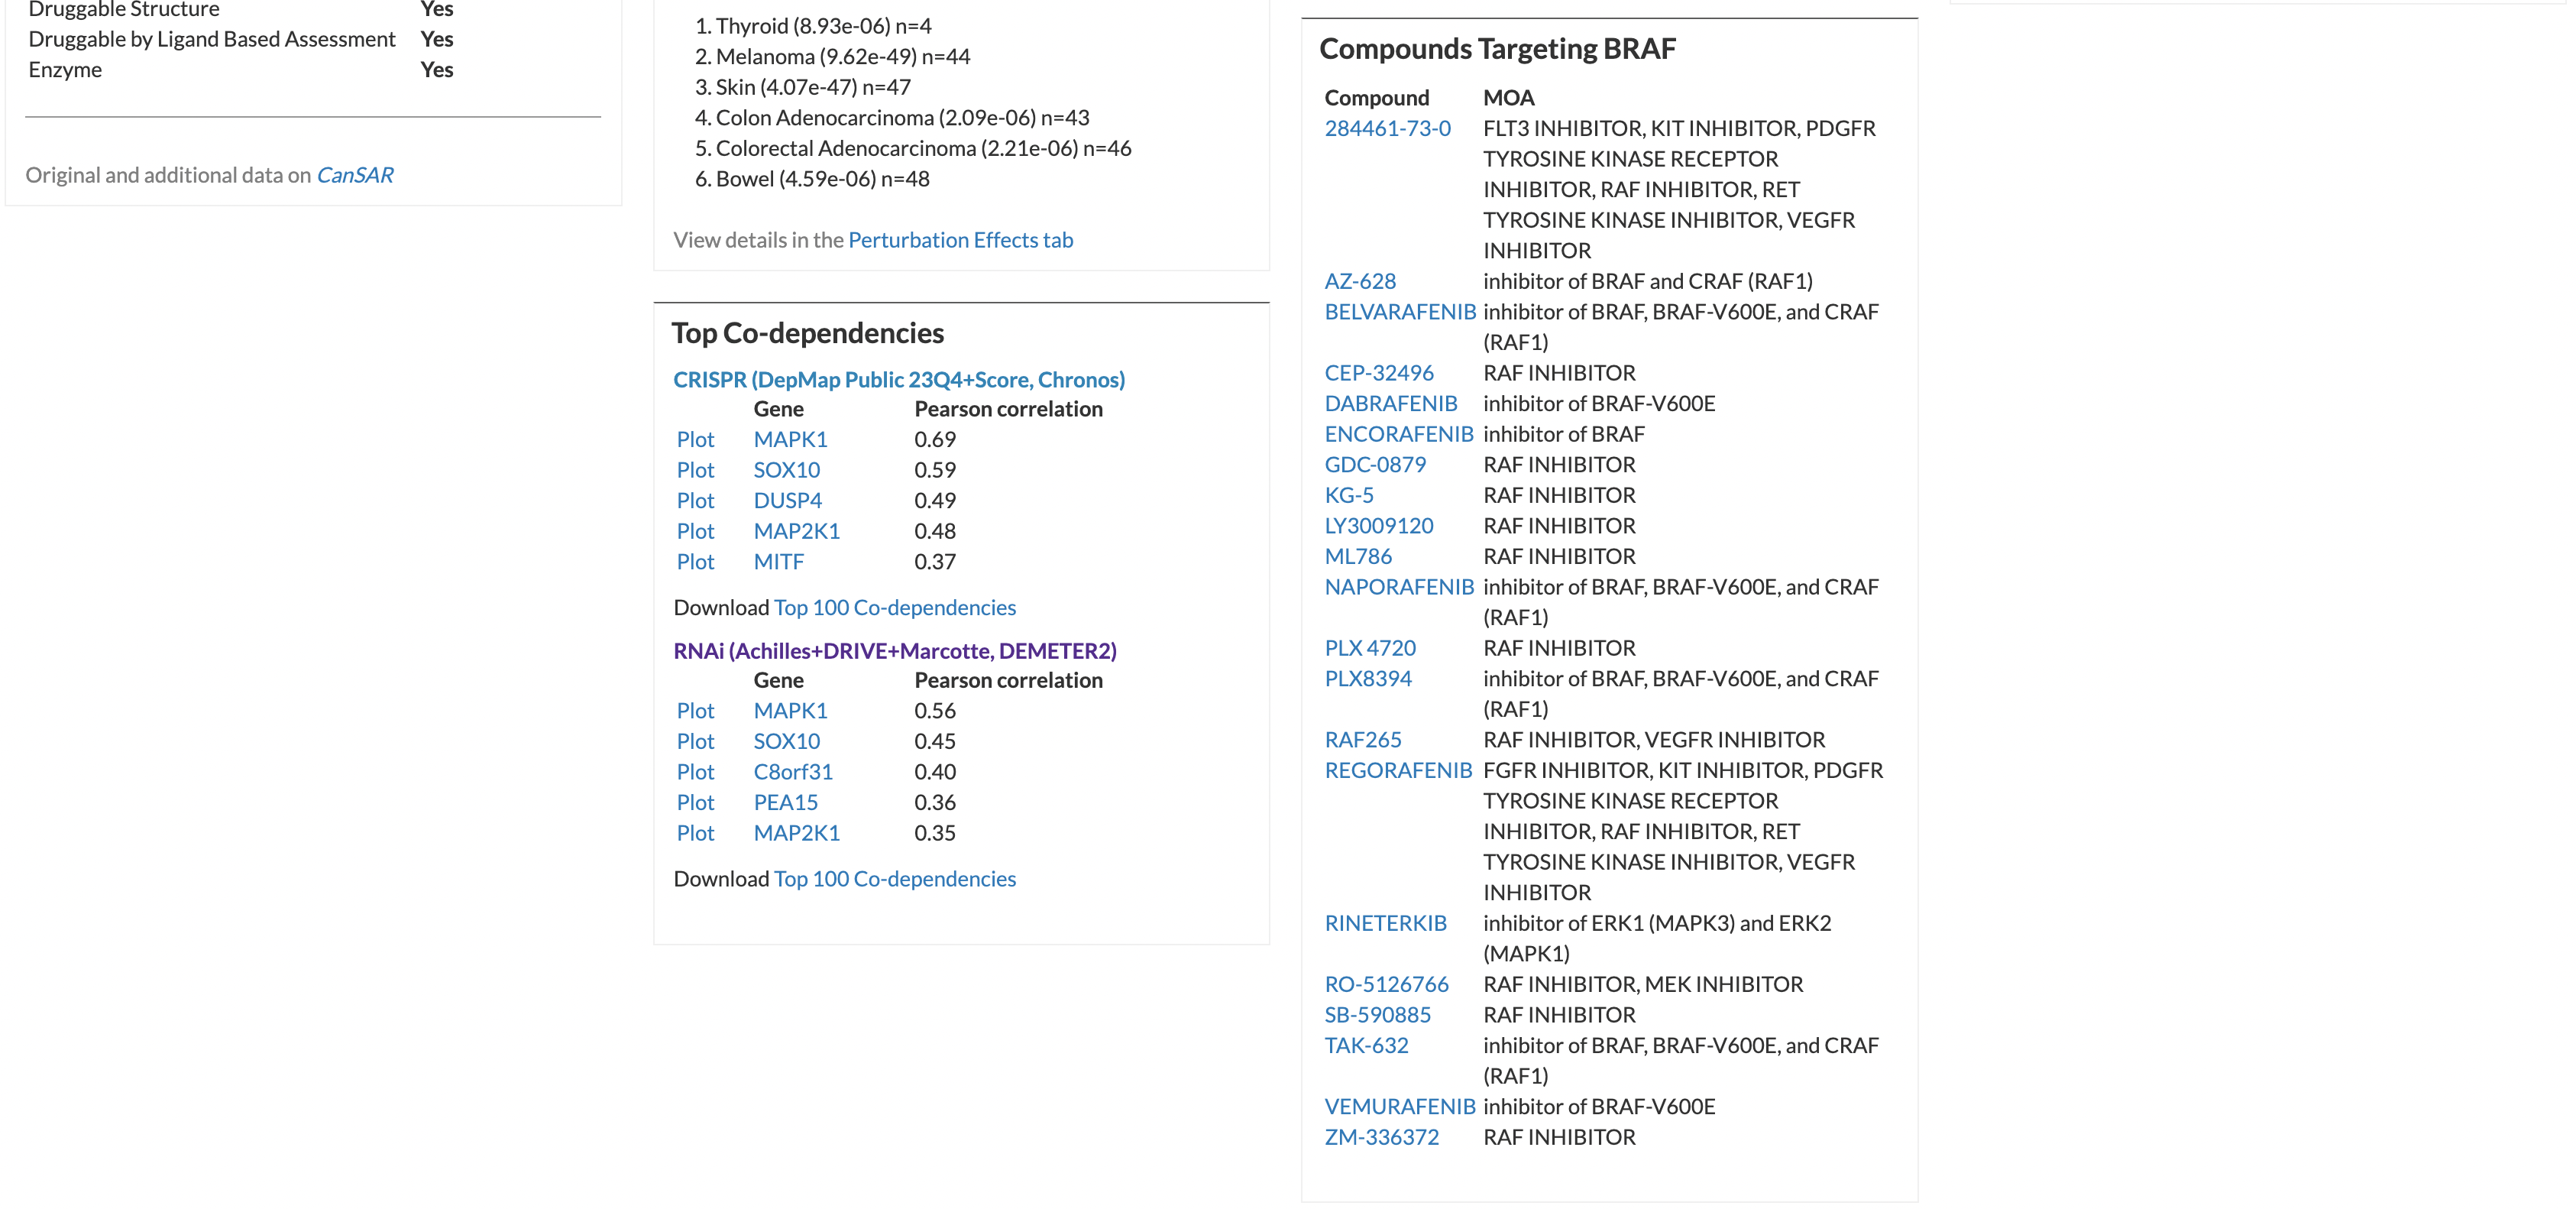 Druggable Structure Yes
Druggable by Ligand Based Assessment Yes
Enzyme Yes
Original and additional data on CanSAR
1. Thyroid (8.93e-06) n=4
2. Melanoma (9.62e-49) n=44
3. Skin (4.07e-47) n=47
4. Colon Adenocarcinoma (2.09e-06) n=43
5. Colorectal Adenocarcinoma (2.21e-06) n=46
6. Bowel (4.59e-06) n=48
View details in the Perturbation Effects tab
Top Co-dependencies
CRISPR (DepMap Public 23Q4+Score, Chronos)
Gene Pearson correlation
Plot MAPK1 0.69
Plot SOX10 0.59
Plot DUSP4 0.49
Plot MAP2K1 0.48
Plot MITF 0.37
Download Top 100 Co-dependencies
RNAi (Achilles+DRIVE+Marcotte, DEMETER2)
Gene Pearson correlation
Plot MAPK1 0.56
Plot SOX10 0.45
Plot C8orf31 0.40
Plot PEA15 0.36
Plot MAP2K1 0.35
Download Top 100 Co-dependencies
Compounds Targeting BRAF
Compound MOA
284461-73-0 FLT3 INHIBITOR, KIT INHIBITOR, PDGFR
TYROSINE KINASE RECEPTOR
INHIBITOR, RAF INHIBITOR, RET
TYROSINE KINASE INHIBITOR, VEGFR
INHIBITOR
AZ-628 inhibitor of BRAF and CRAF (RAF1)
BELVARAFENIB inhibitor of BRAF, BRAF-V600E, and CRAF
(RAF1)
CEP-32496 RAF INHIBITOR
DABRAFENIB inhibitor of BRAF-V600E
ENCORAFENIB inhibitor of BRAF
GDC-0879 RAF INHIBITOR
KG-5 RAF INHIBITOR
LY3009120 RAF INHIBITOR
ML786 RAF INHIBITOR
NAPORAFENIB inhibitor of BRAF, BRAF-V600E, and CRAF
(RAF1)
PLX 4720 RAF INHIBITOR
PLX8394 inhibitor of BRAF, BRAF-V600E, and CRAF
(RAF1)
RAF265 RAF INHIBITOR, VEGFR INHIBITOR
REGORAFENIB FGFR INHIBITOR, KIT INHIBITOR, PDGFR
TYROSINE KINASE RECEPTOR
INHIBITOR, RAF INHIBITOR, RET
TYROSINE KINASE INHIBITOR, VEGFR
INHIBITOR
RINETERKIB inhibitor of ERK1 (MAPK3) and ERK2
(MAPK1)
RO-5126766 RAF INHIBITOR, MEK INHIBITOR
SB-590885 RAF INHIBITOR
TAK-632 inhibitor of BRAF, BRAF-V600E, and CRAF
(RAF1)
VEMURAFENIB inhibitor of BRAF-V600E
ZM-336372 RAF INHIBITOR